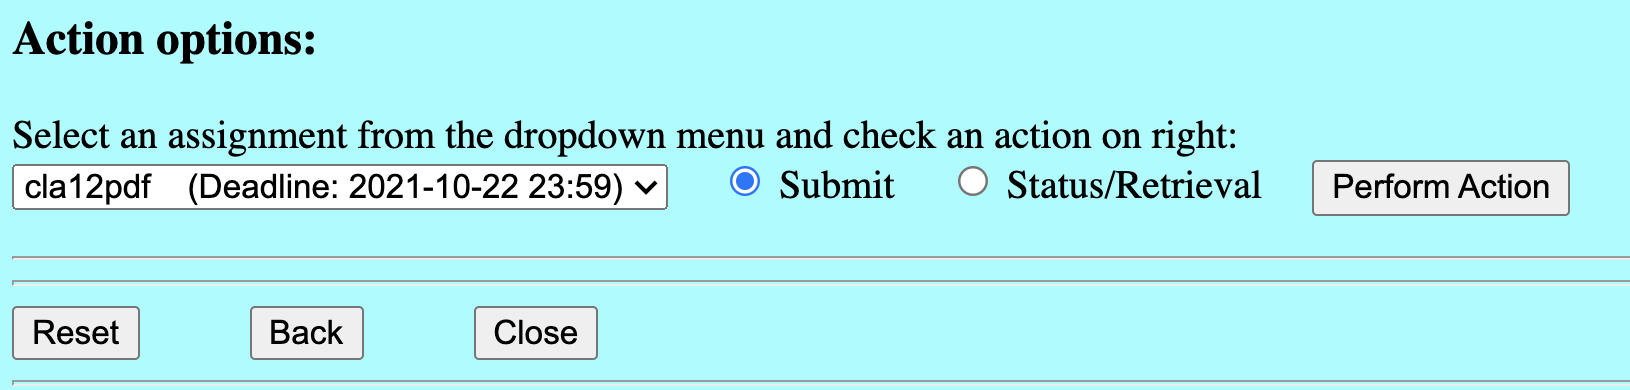 Action options:
Select an assignment from the dropdown menu and check an action on right:
cla12pdf (Deadline: 2021-10-22 23:59) Submit Status/Retrieval Perform Action
Reset Back Close